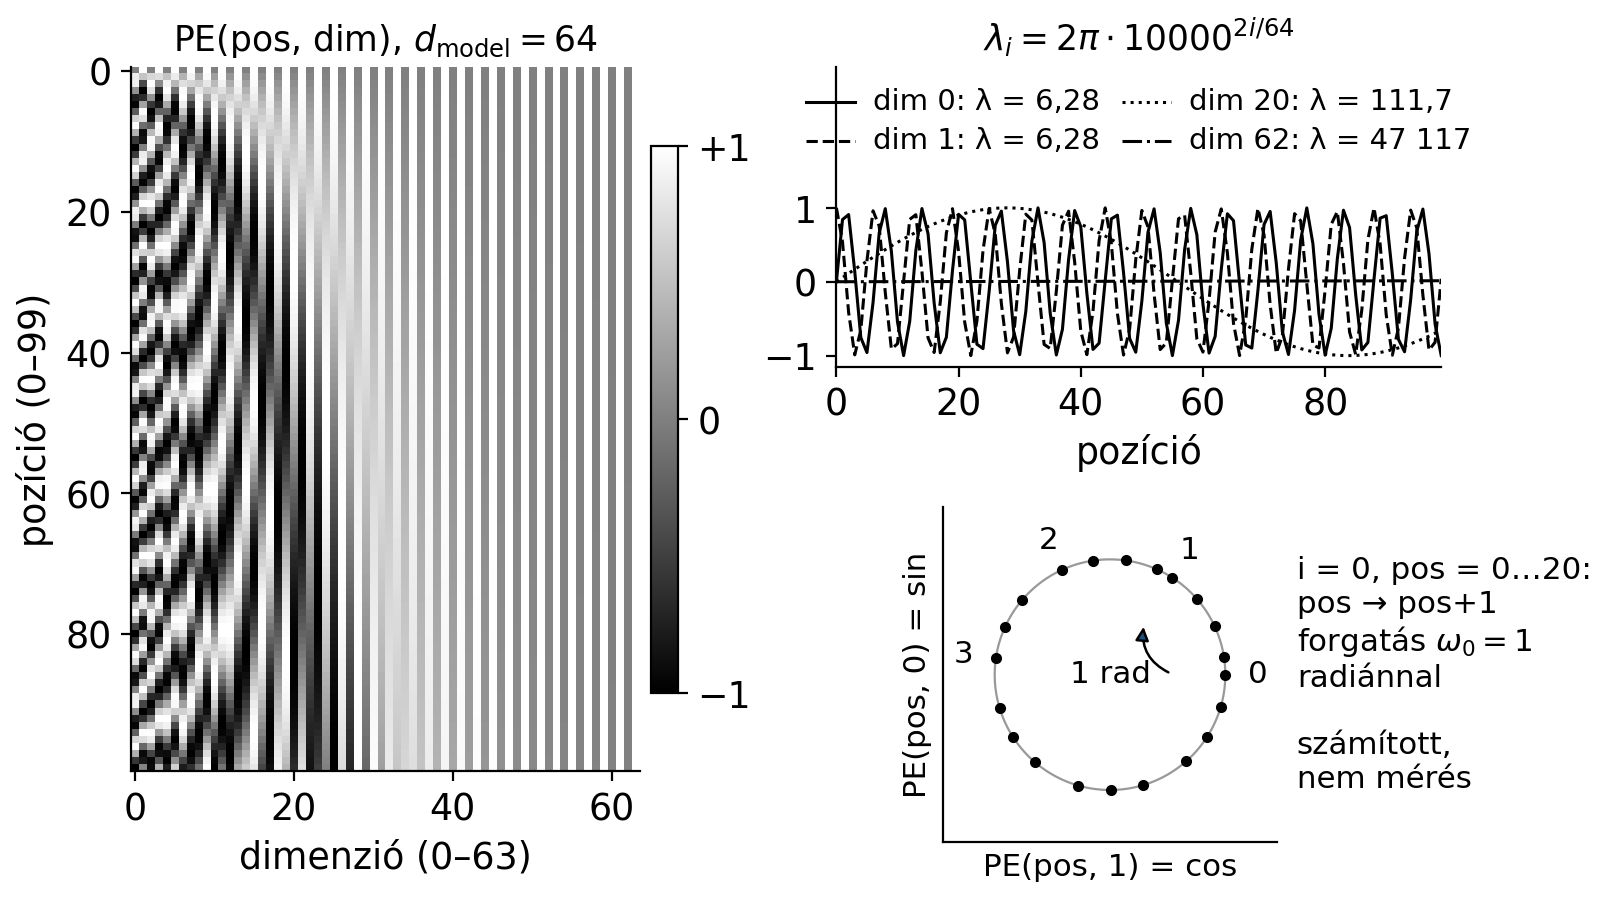 PE(pos, dim), d_model = 64
0
20
40
60
80
pozíció (0–99)
0 20 40 60
dimenzió (0–63)
+1
0
−1
λ_i = 2π · 10000^{2i/64}
dim 0: λ = 6,28
dim 1: λ = 6,28
dim 20: λ = 111,7
dim 62: λ = 47 117
1
0
−1
0 20 40 60 80
pozíció
PE(pos, 0) = sin
2
1
3
0
1 rad
PE(pos, 1) = cos
i = 0, pos = 0…20:
pos → pos+1
forgatás ω₀ = 1
radiánnal
számított,
nem mérés